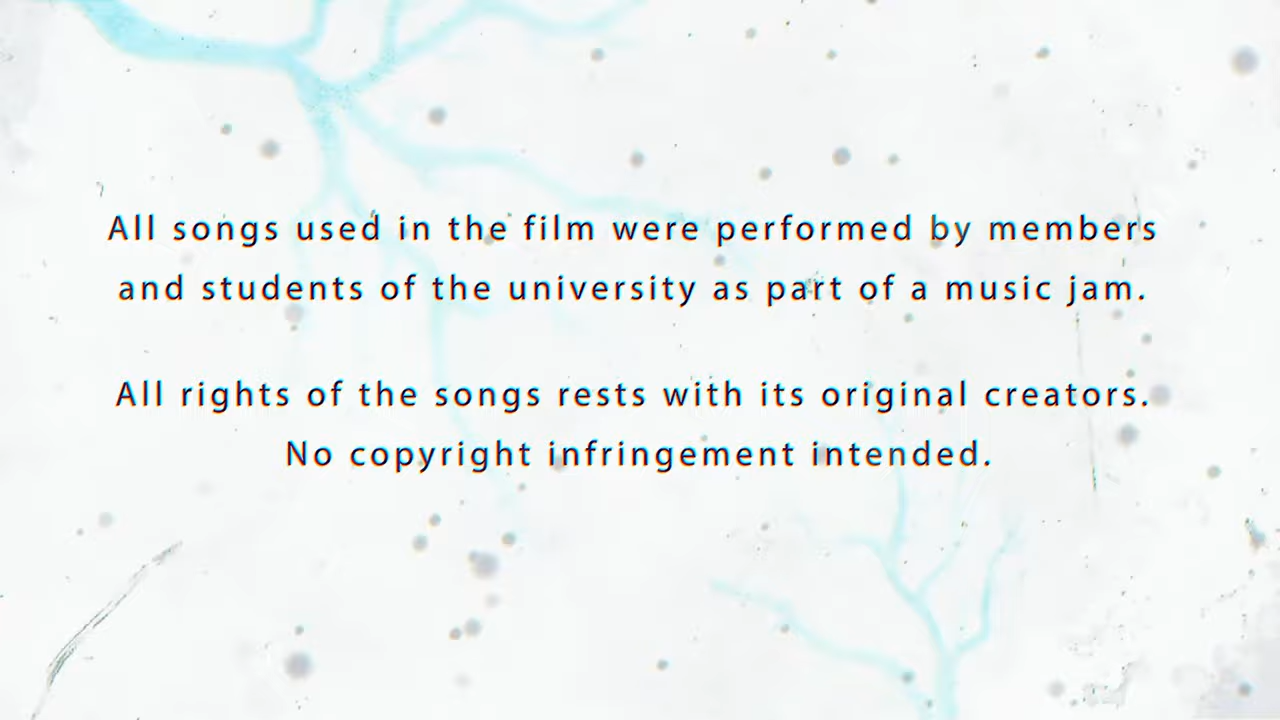 All songs used in the film were performed by members
and students of the university as part of a music jam.
All rights of the songs rests with its original creators.
No copyright infringement intended.